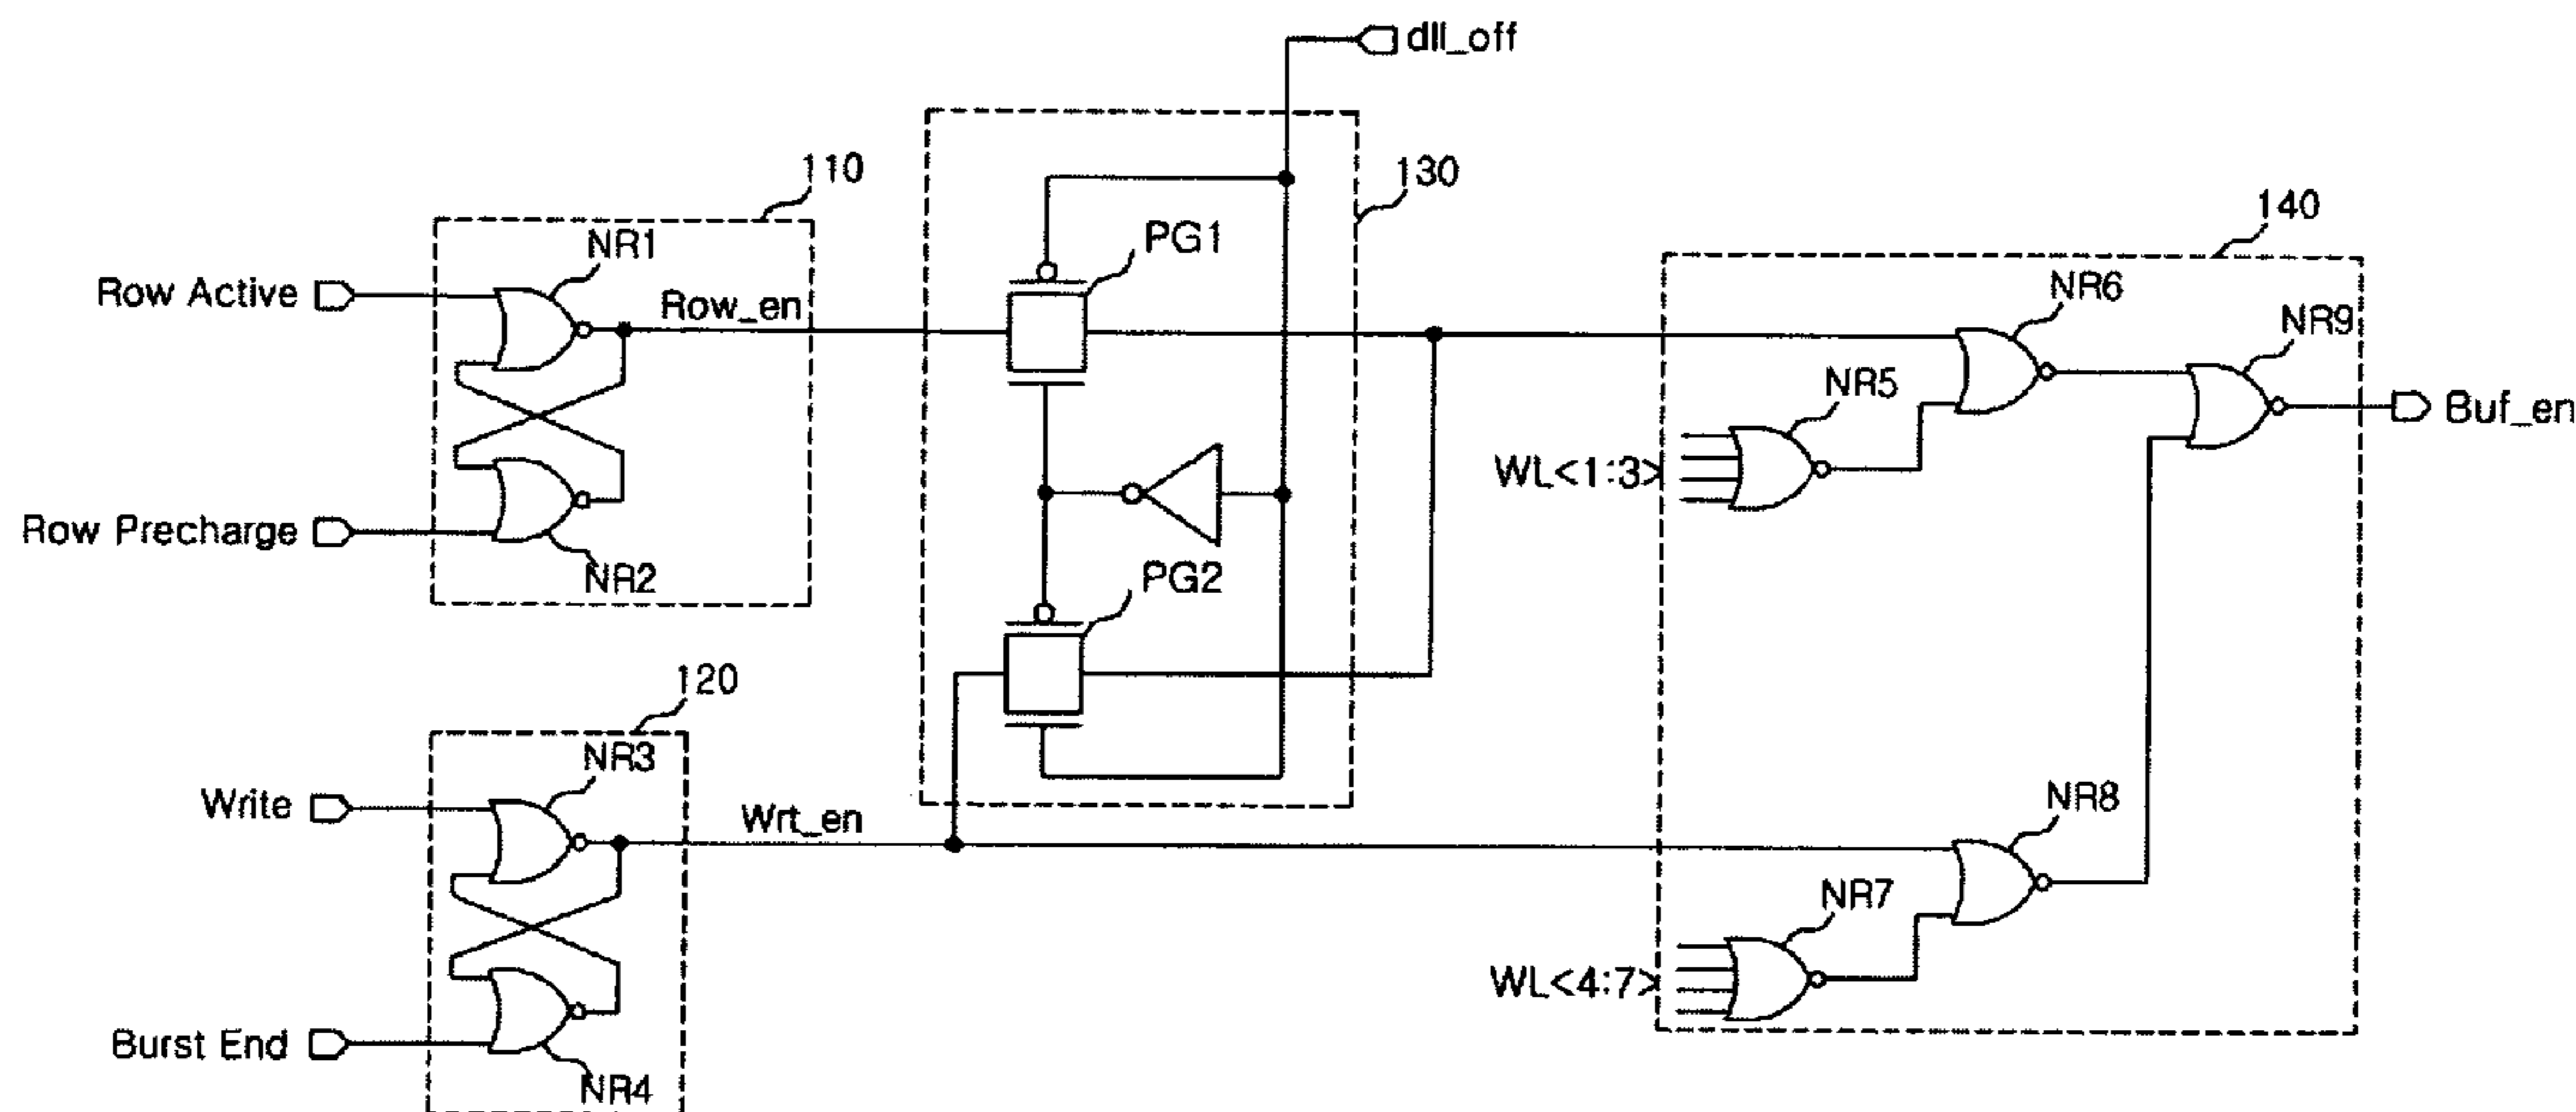 dll_off
110
130
140
NR1
PG1
NR6
Row Active
Row_en
NR9
NR5
Buf_en
WL<1:3>
Row Precharge
NR2
PG2
120
NR3
Write
Wrt_en
NR8
NR7
WL<4:7>
Burst End
NR4